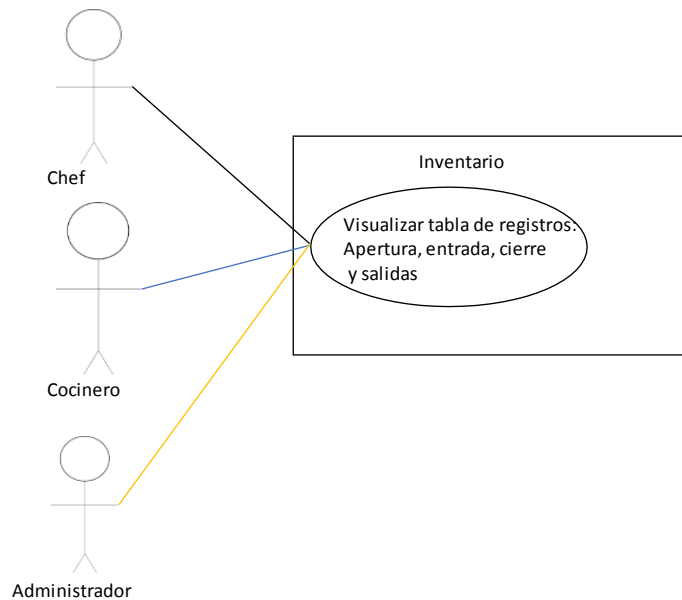 Chef
Inventario
Visualizar tabla de registros:
Apertura, entrada, cierre
y salidas
Cocinero
Administrador